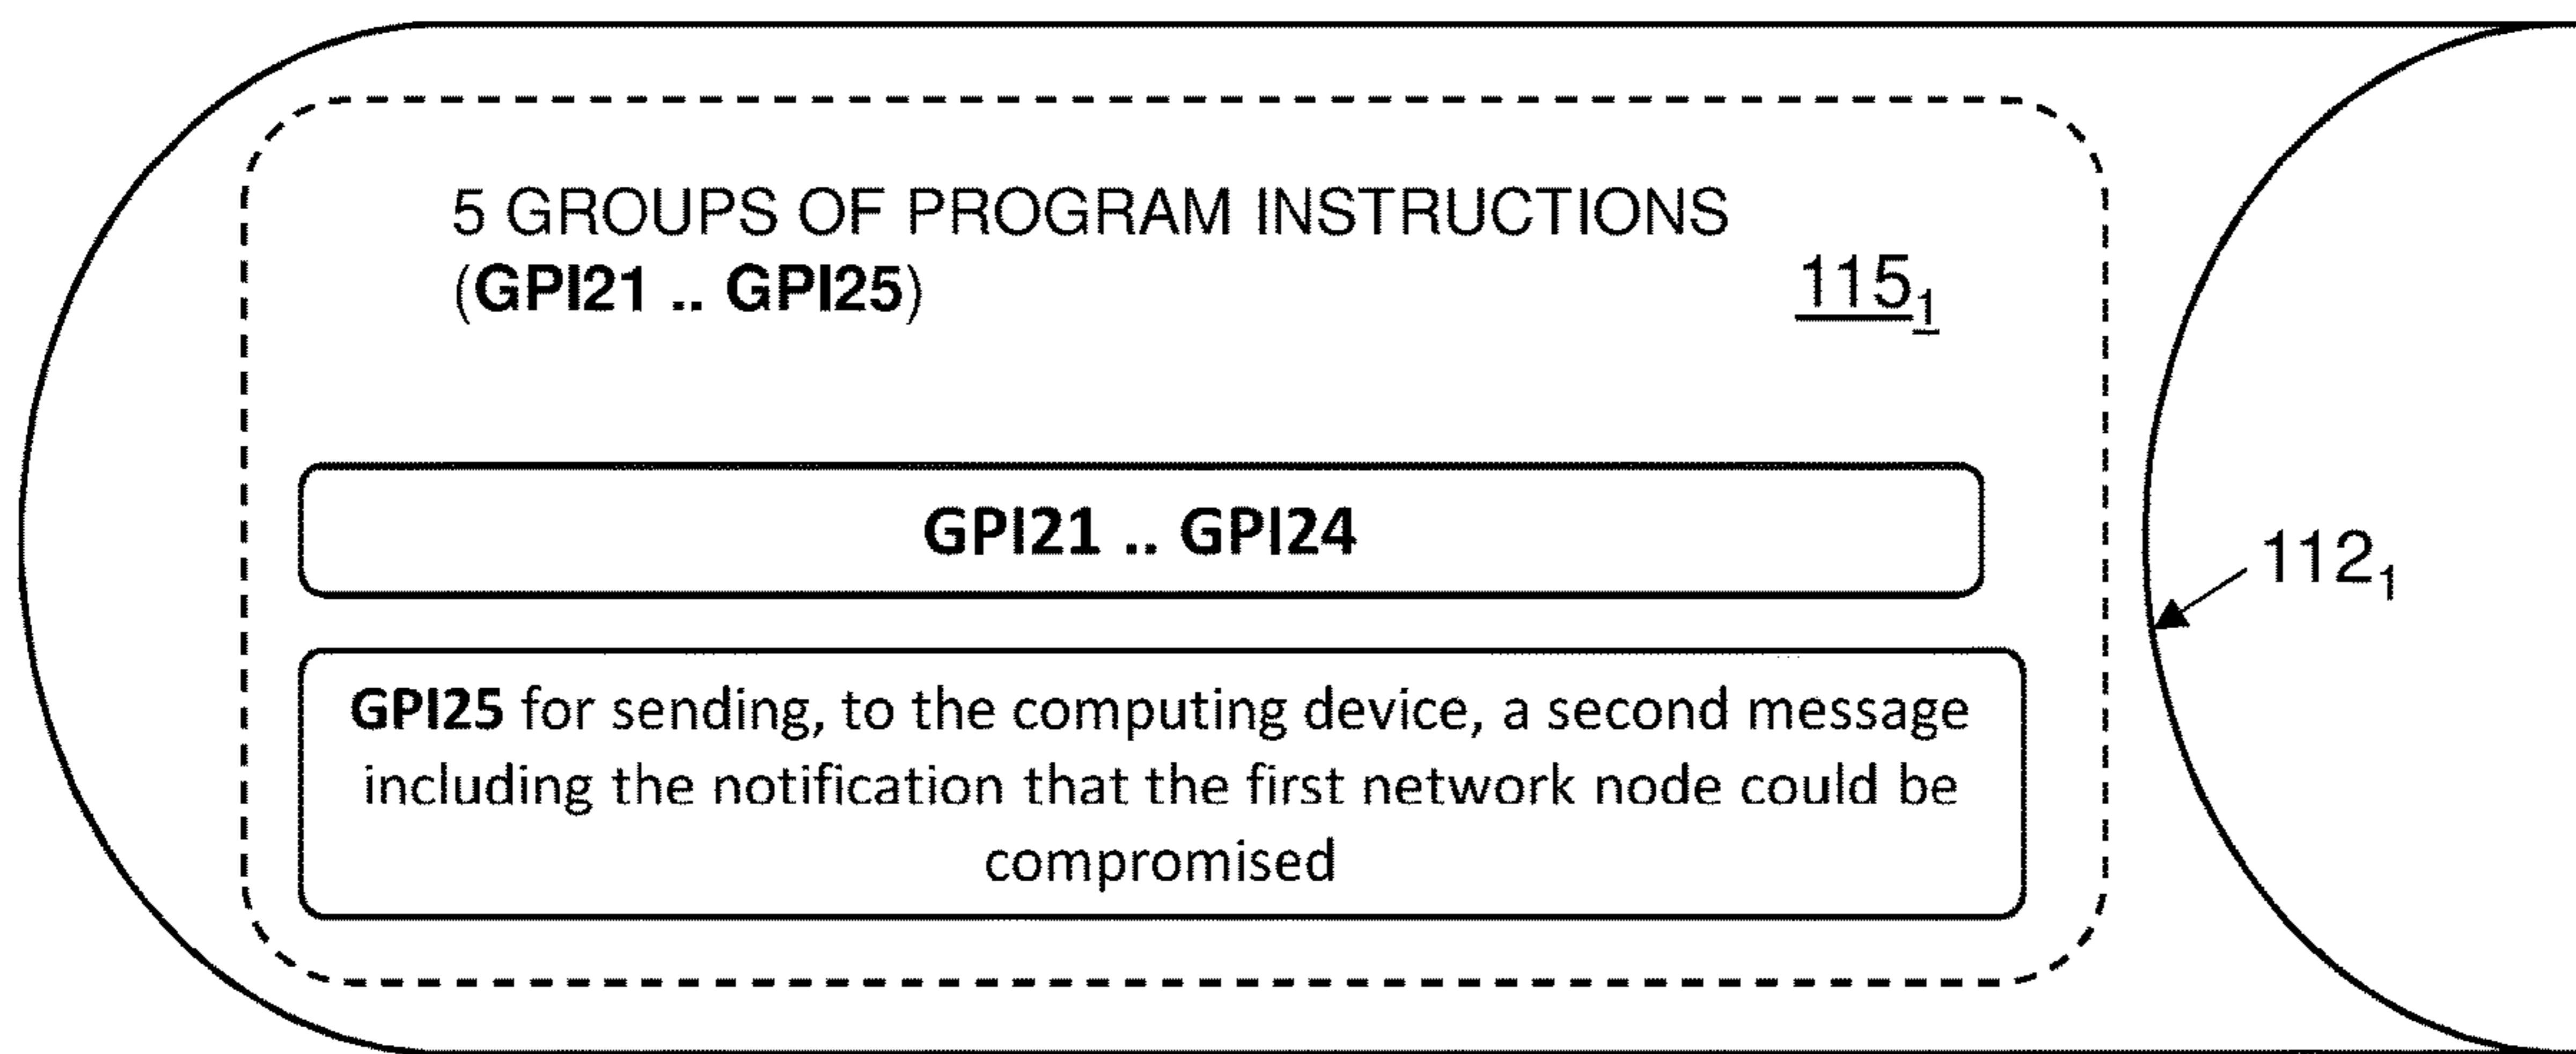 5 GROUPS OF PROGRAM INSTRUCTIONS
(GPI21 .. GPI25)
115₁
GPI21 .. GPI24
112₁
GPI25 for sending, to the computing device, a second message
including the notification that the first network node could be
compromised